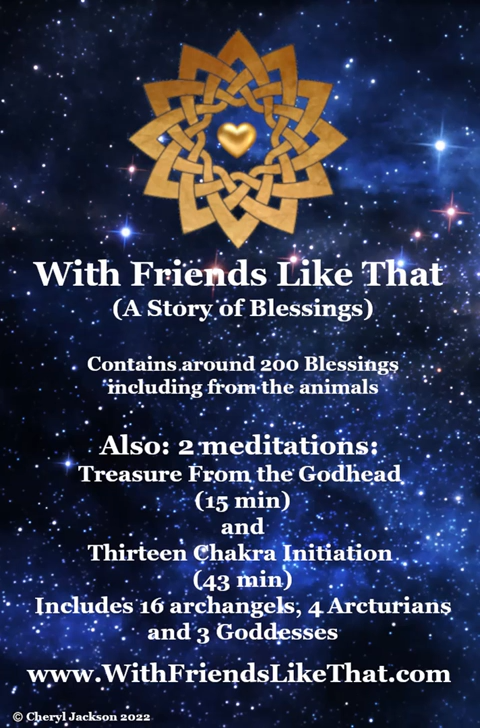 With Friends Like That
(A Story of Blessings)
Contains around 200 Blessings
including from the animals
Also: 2 meditations:
Treasure From the Godhead
(15 min)
and
Thirteen Chakra Initiation
(43 min)
Includes 16 archangels, 4 Arcturians
and 3 Goddesses
www.WithFriendsLikeThat.com
© Cheryl Jackson 2022